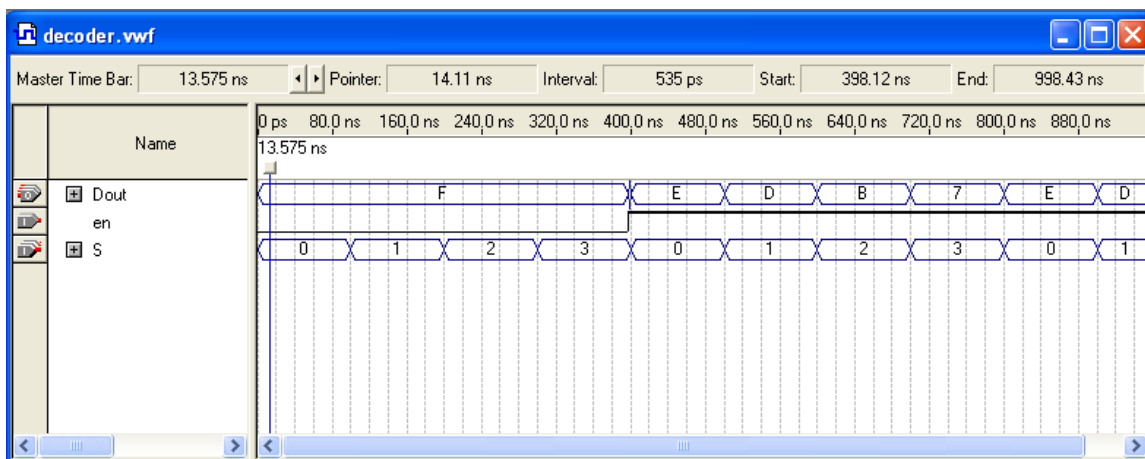 decoder.vwf
Master Time Bar: 13.575 ns Pointer: 14.11 ns Interval: 535 ps Start: 398.12 ns End: 998.43 ns
Name
0 ps 80.0 ns 160.0 ns 240.0 ns 320.0 ns 400.0 ns 480.0 ns 560.0 ns 640.0 ns 720.0 ns 800.0 ns 880.0 ns
13.575 ns
Dout F E D B 7 E D
en
S 0 1 2 3 0 1 2 3 0 1